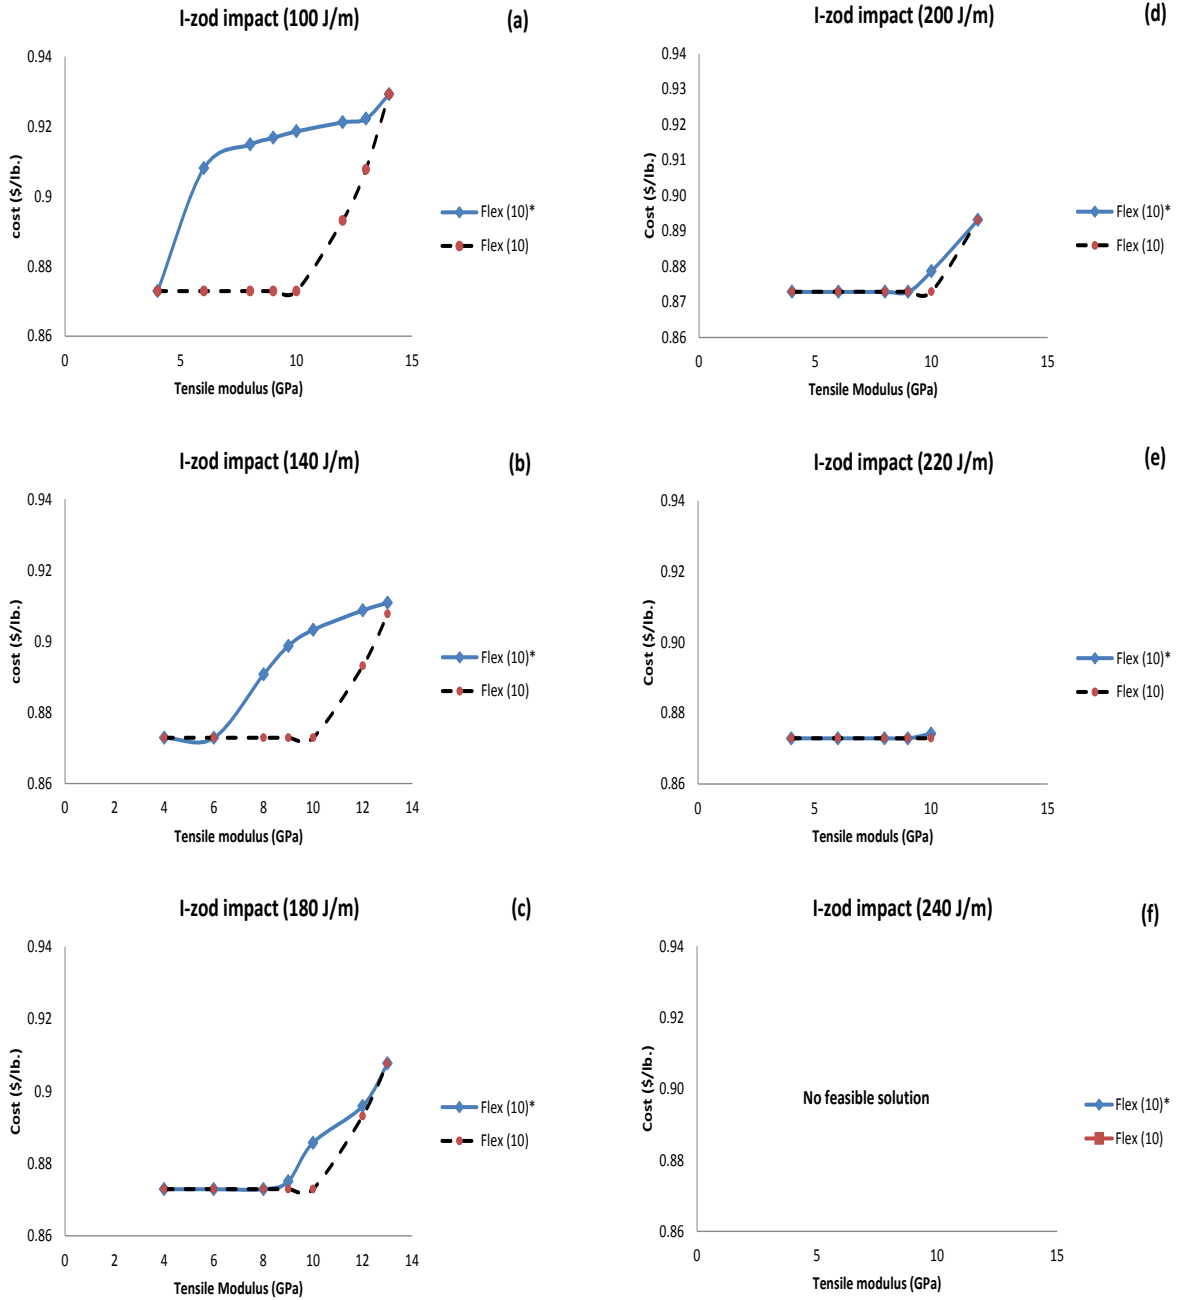 I-zod impact (100 J/m)
(a)
0.94
0.92
0.9
0.88
0.86
cost ($/lb.)
0
5
10
15
Tensile modulus (GPa)
Flex (10)*
Flex (10)
I-zod impact (200 J/m)
(d)
0.94
0.93
0.92
0.91
0.90
0.89
0.88
0.87
0.86
Cost ($/lb.)
0
5
10
15
Tensile Modulus (GPa)
Flex (10)*
Flex (10)
I-zod impact (140 J/m)
(b)
0.94
0.92
0.9
0.88
0.86
cost ($/lb.)
0
2
4
6
8
10
12
14
Tensile modulus (GPa)
Flex (10)*
Flex (10)
I-zod impact (220 J/m)
(e)
0.94
0.92
0.90
0.88
0.86
Cost ($/lb.)
0
5
10
15
Tensile modulus (GPa)
Flex (10)*
Flex (10)
I-zod impact (180 J/m)
(c)
0.94
0.92
0.9
0.88
0.86
Cost ($/lb.)
0
2
4
6
8
10
12
14
Tensile Modulus (GPa)
Flex (10)*
Flex (10)
I-zod impact (240 J/m)
(f)
0.94
0.92
0.90
0.88
0.86
Cost ($/lb.)
No feasible solution
0
5
10
15
Tensile modulus (GPa)
Flex (10)*
Flex (10)